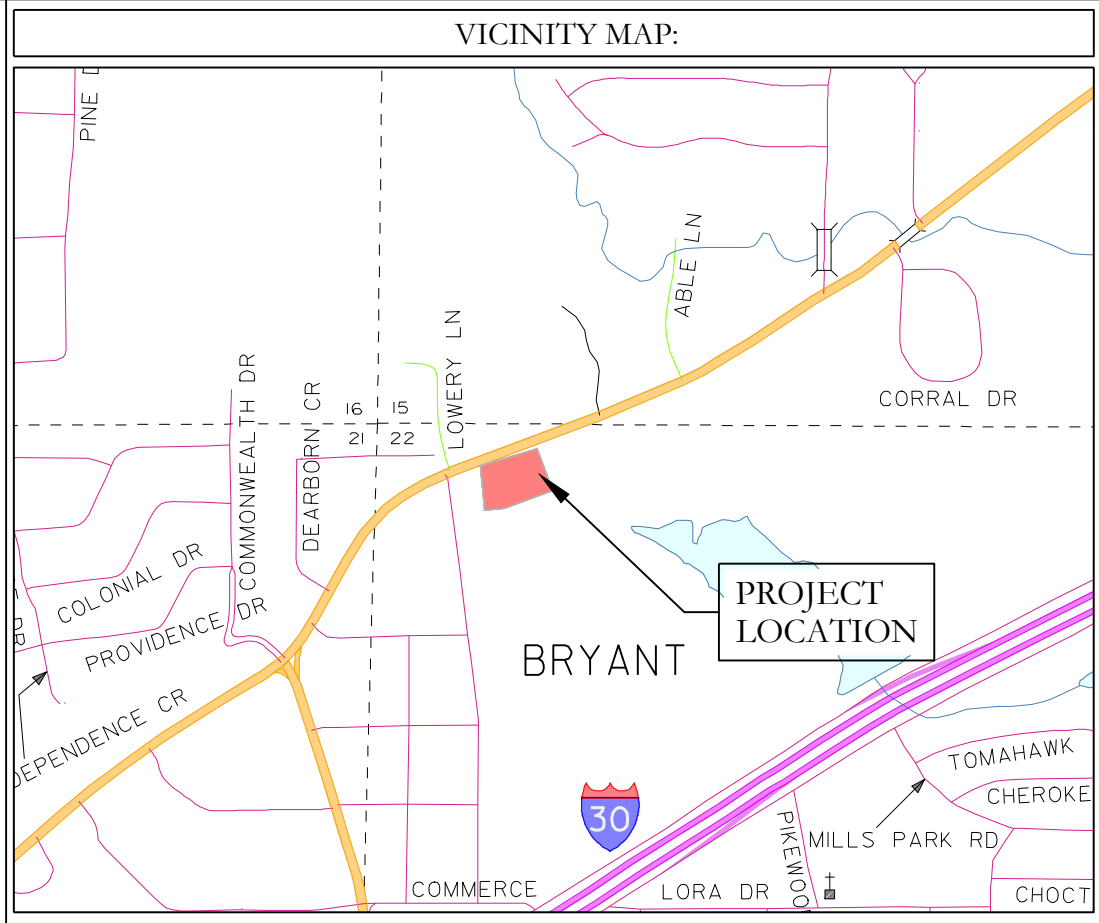 VICINITY MAP:
PINE D
ABLE LN
LOWERY LN
COMMONWEALTH DR
DEARBORN CR
16 15
21 22
CORRAL DR
COLONIAL DR
PROVIDENCE DR
PROJECT
LOCATION
BRYANT
DEPENDENCE CR
DR
TOMAHAWK
CHEROKE
30
MILLS PARK RD
PIKEWOO
COMMERCE
LORA DR
CHOCT